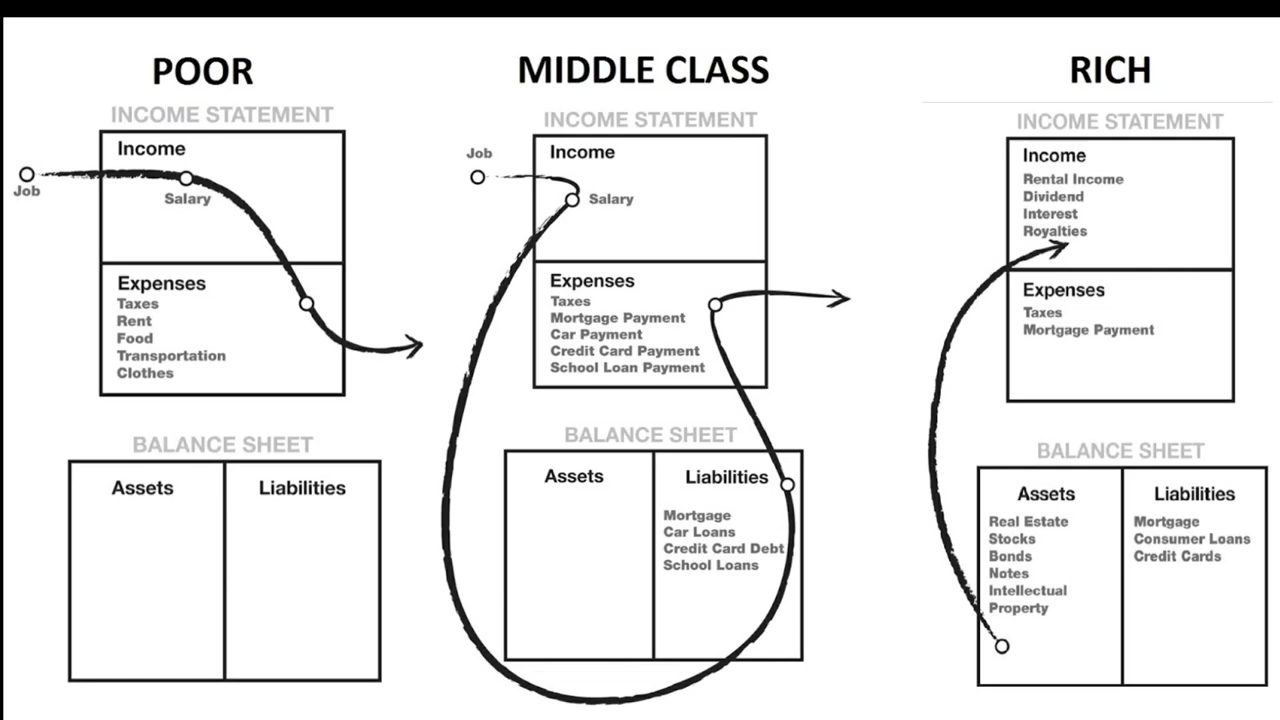 POOR
INCOME STATEMENT
Income
Job
Salary
Expenses
Taxes
Rent
Food
Transportation
Clothes
BALANCE SHEET
Assets
Liabilities
MIDDLE CLASS
INCOME STATEMENT
Job
Income
Salary
Expenses
Taxes
Mortgage Payment
Car Payment
Credit Card Payment
School Loan Payment
BALANCE SHEET
Assets
Liabilities
Mortgage
Car Loans
Credit Card Debt
School Loans
RICH
INCOME STATEMENT
Income
Rental Income
Dividend
Interest
Royalties
Expenses
Taxes
Mortgage Payment
BALANCE SHEET
Assets
Real Estate
Stocks
Bonds
Notes
Intellectual
Property
Liabilities
Mortgage
Consumer Loans
Credit Cards